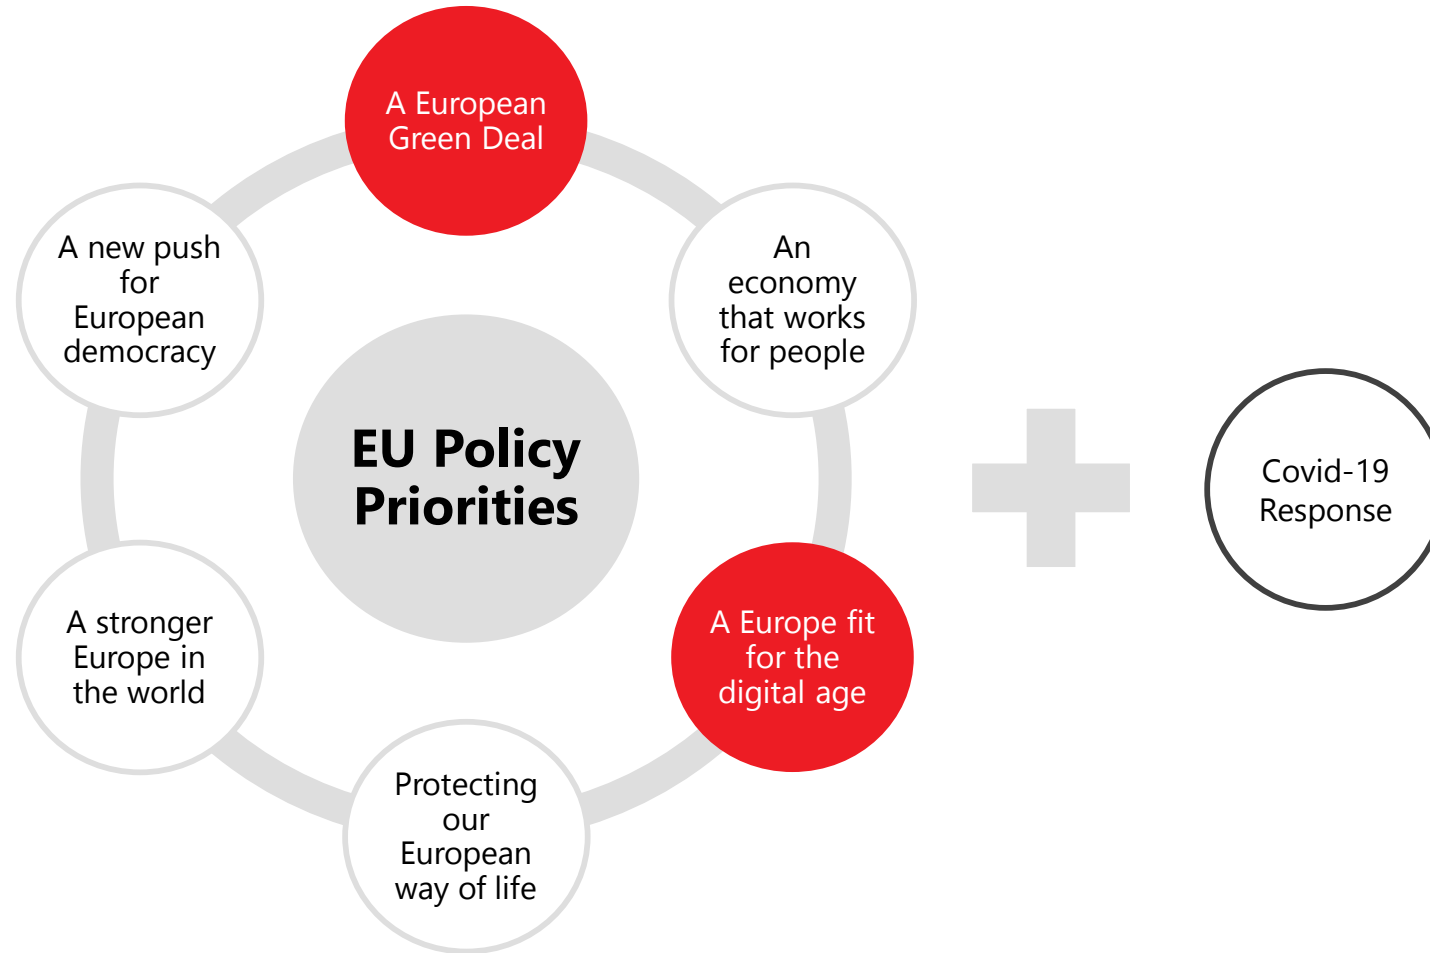 A European
Green Deal
An
economy
that works
for people
A Europe fit
for the
digital age
Protecting
our
European
way of life
A stronger
Europe in
the world
A new push
for
European
democracy
EU Policy
Priorities
Covid-19
Response